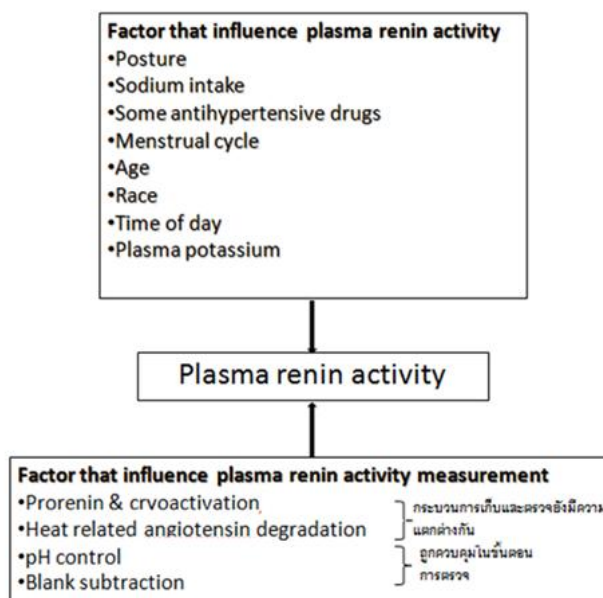 Factor that influence plasma renin activity
•Posture
•Sodium intake
•Some antihypertensive drugs
•Menstrual cycle
•Age
•Race
•Time of day
•Plasma potassium
Plasma renin activity
Factor that influence plasma renin activity measurement
•Prorenin & cryoactivation
•Heat related angiotensin degradation
กระบวนการเก็บและตรวจยังมีความ
แตกต่างกัน
•pH control
•Blank subtraction
ถูกควบคุมในขั้นตอน
การตรวจ